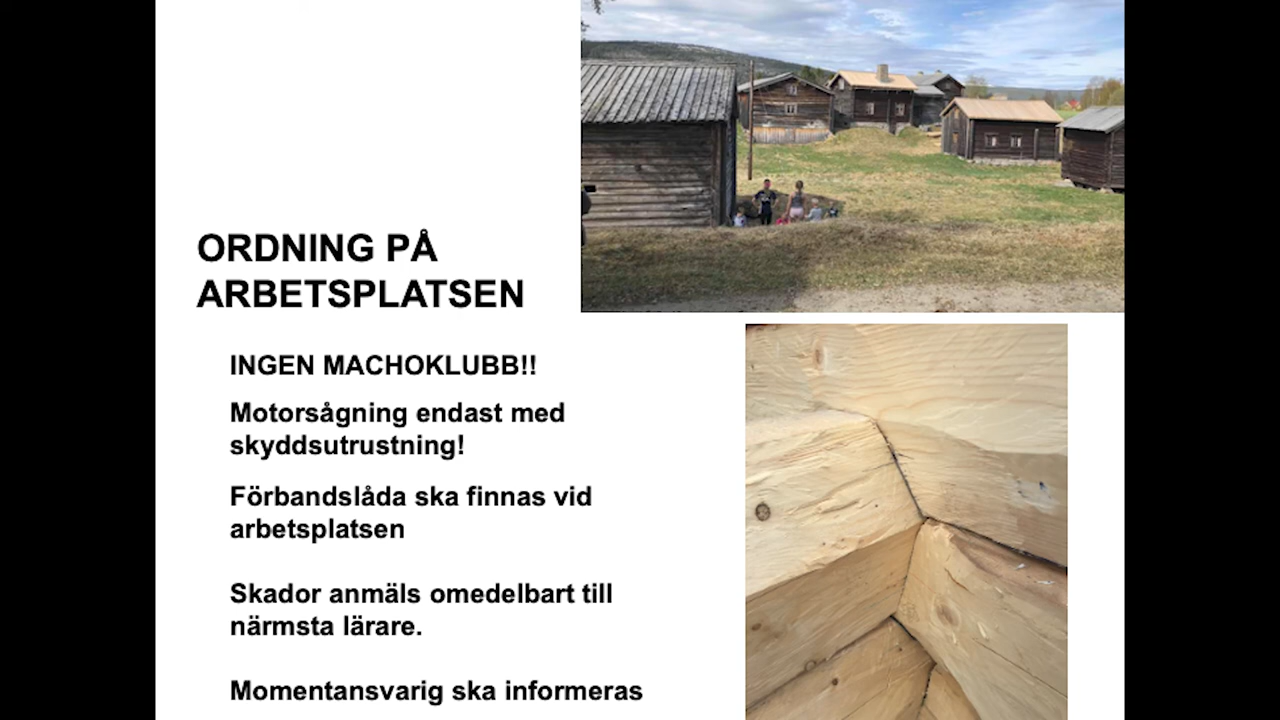 ORDNING PÅ
ARBETSPLATSEN
INGEN MACHOKLUBB!!
Motorsågning endast med
skyddsutrustning!
Förbandslåda ska finnas vid
arbetsplatsen
Skador anmäls omedelbart till
närmsta lärare.
Momentansvarig ska informeras